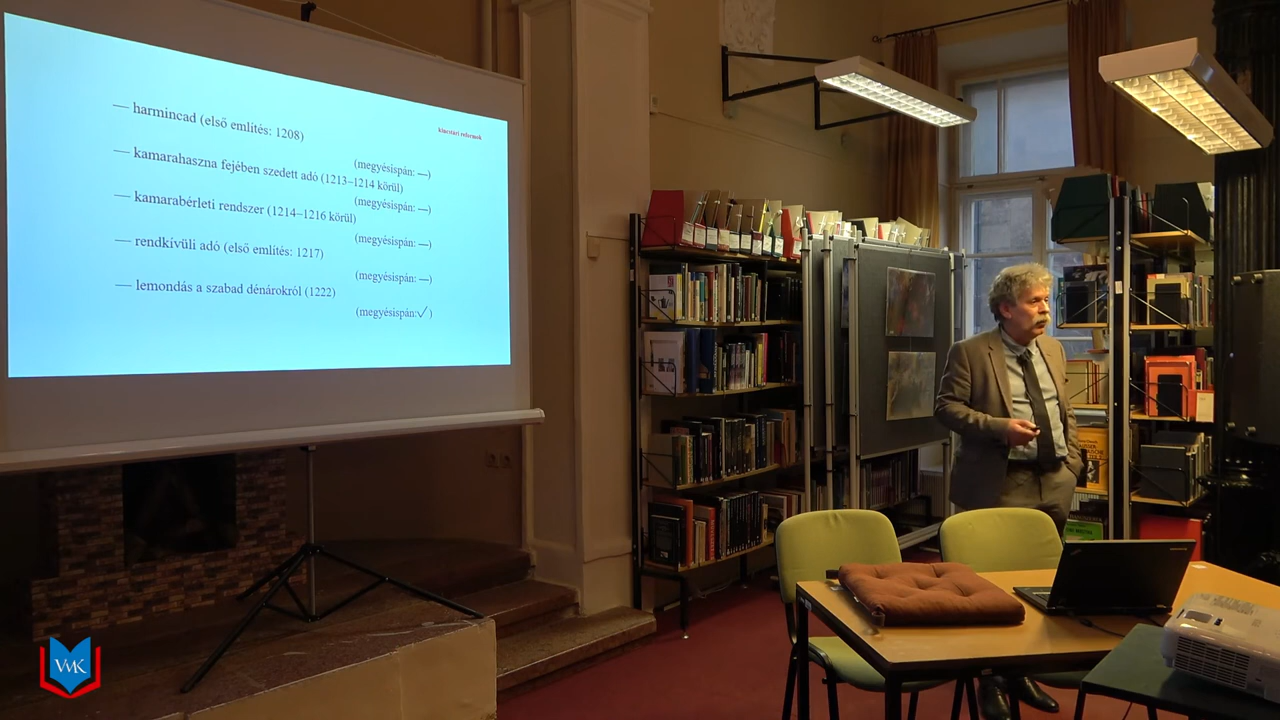 kincstári reformok
— harmincad (első említés: 1208)
(megyésispán: —)
— kamarahaszna fejében szedett adó (1213–1214 körül)
(megyésispán: —)
— kamarabérleti rendszer (1214–1216 körül)
(megyésispán: —)
— rendkívüli adó (első említés: 1217)
(megyésispán: —)
— lemondás a szabad dénárokról (1222)
(megyésispán:✓)
VMK